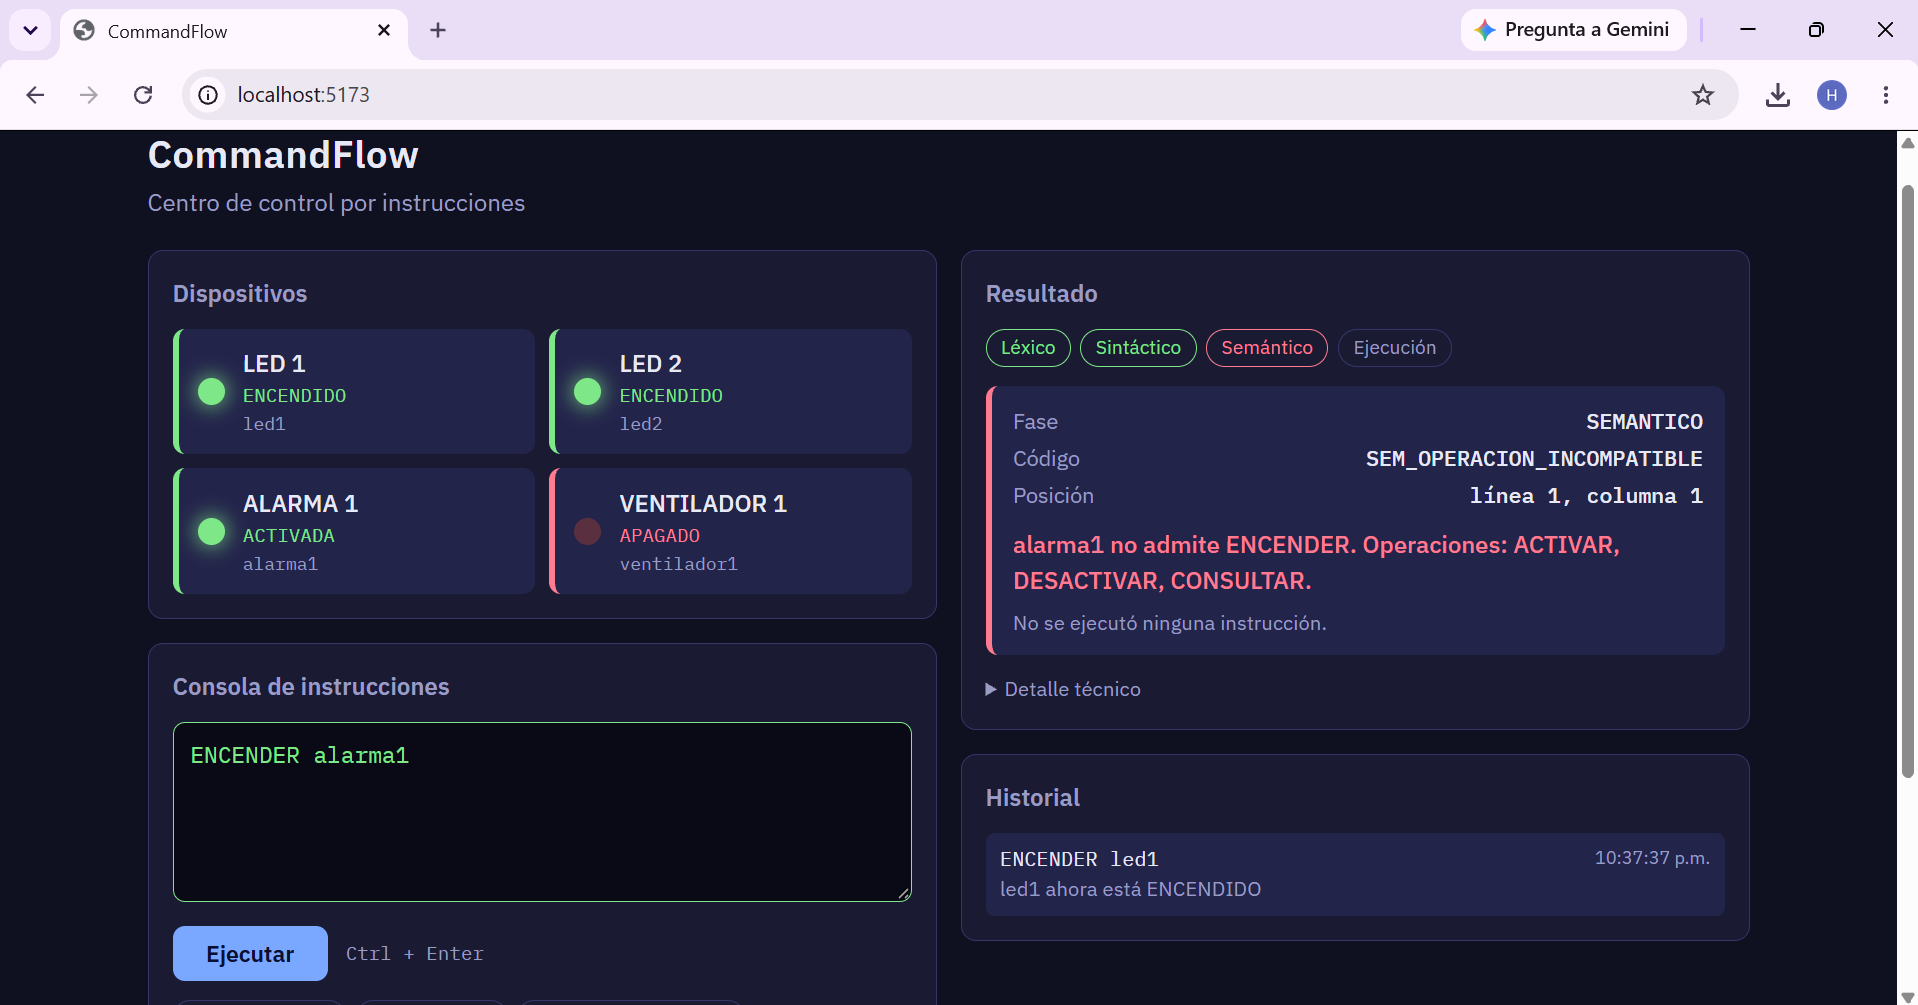 CommandFlow
Pregunta a Gemini
localhost:5173
H
CommandFlow
Centro de control por instrucciones
Dispositivos
LED 1
ENCENDIDO
led1
LED 2
ENCENDIDO
led2
ALARMA 1
ACTIVADA
alarma1
VENTILADOR 1
APAGADO
ventilador1
Consola de instrucciones
ENCENDER alarma1
Ejecutar
Ctrl + Enter
Resultado
Léxico
Sintáctico
Semántico
Ejecución
Fase SEMANTICO
Código SEM_OPERACION_INCOMPATIBLE
Posición línea 1, columna 1
alarma1 no admite ENCENDER. Operaciones: ACTIVAR,
DESACTIVAR, CONSULTAR.
No se ejecutó ninguna instrucción.
Detalle técnico
Historial
ENCENDER led1 10:37:37 p.m.
led1 ahora está ENCENDIDO